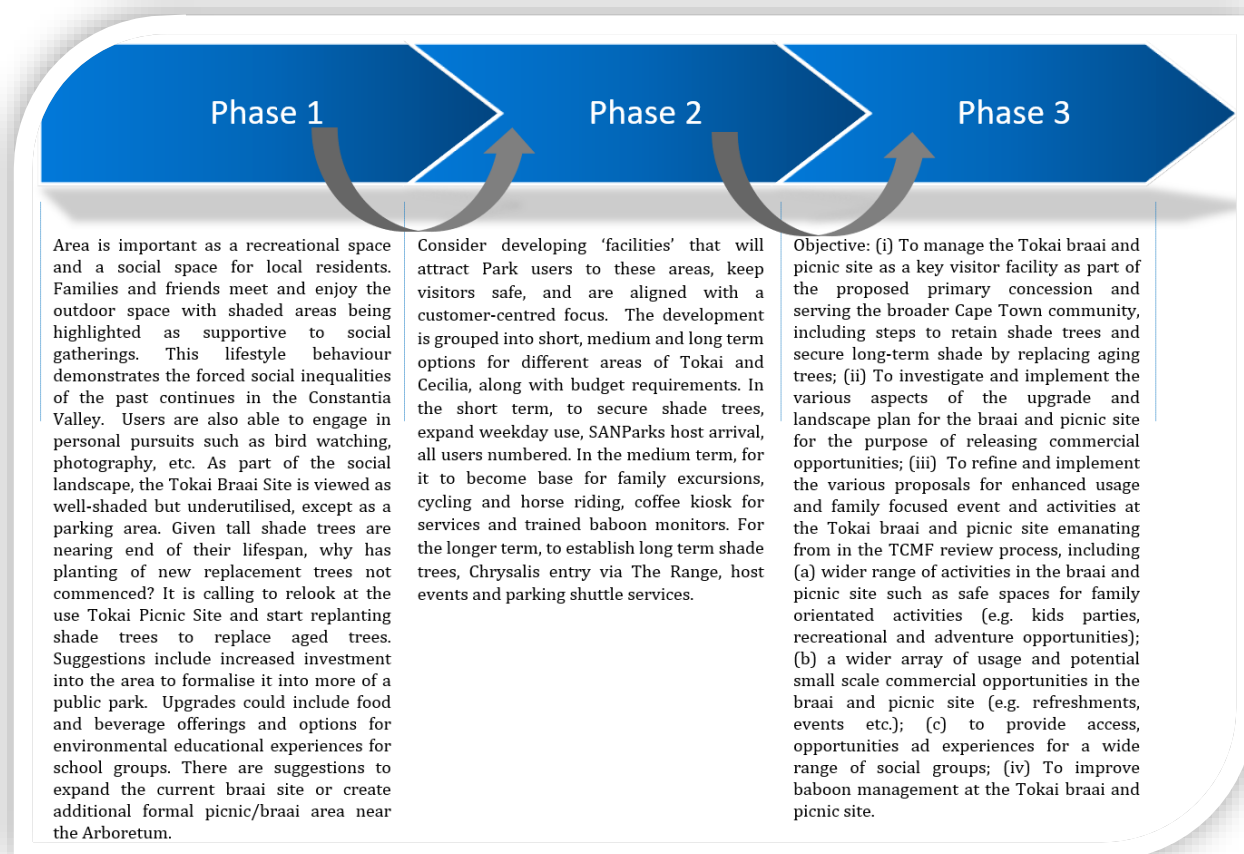 Phase 1
Phase 2
Phase 3
Area is important as a recreational space
and a social space for local residents.
Families and friends meet and enjoy the
outdoor space with shaded areas being
highlighted as supportive to social
gatherings. This lifestyle behaviour
demonstrates the forced social inequalities
of the past continues in the Constantia
Valley. Users are also able to engage in
personal pursuits such as bird watching,
photography, etc. As part of the social
landscape, the Tokai Braai Site is viewed as
well-shaded but underutilised, except as a
parking area. Given tall shade trees are
nearing end of their lifespan, why has
planting of new replacement trees not
commenced? It is calling to relook at the
use Tokai Picnic Site and start replanting
shade trees to replace aged trees.
Suggestions include increased investment
into the area to formalise it into more of a
public park. Upgrades could include food
and beverage offerings and options for
environmental educational experiences for
school groups. There are suggestions to
expand the current braai site or create
additional formal picnic/braai area near
the Arboretum.
Consider developing ‘facilities’ that will
attract Park users to these areas, keep
visitors safe, and are aligned with a
customer-centred focus. The development
is grouped into short, medium and long term
options for different areas of Tokai and
Cecilia, along with budget requirements. In
the short term, to secure shade trees,
expand weekday use, SANParks host arrival,
all users numbered. In the medium term, for
it to become base for family excursions,
cycling and horse riding, coffee kiosk for
services and trained baboon monitors. For
the longer term, to establish long term shade
trees, Chrysalis entry via The Range, host
events and parking shuttle services.
Objective: (i) To manage the Tokai braai and
picnic site as a key visitor facility as part of
the proposed primary concession and
serving the broader Cape Town community,
including steps to retain shade trees and
secure long-term shade by replacing aging
trees; (ii) To investigate and implement the
various aspects of the upgrade and
landscape plan for the braai and picnic site
for the purpose of releasing commercial
opportunities; (iii) To refine and implement
the various proposals for enhanced usage
and family focused event and activities at
the Tokai braai and picnic site emanating
from in the TCMF review process, including
(a) wider range of activities in the braai and
picnic site such as safe spaces for family
orientated activities (e.g. kids parties,
recreational and adventure opportunities);
(b) a wider array of usage and potential
small scale commercial opportunities in the
braai and picnic site (e.g. refreshments,
events etc.); (c) to provide access,
opportunities ad experiences for a wide
range of social groups; (iv) To improve
baboon management at the Tokai braai and
picnic site.